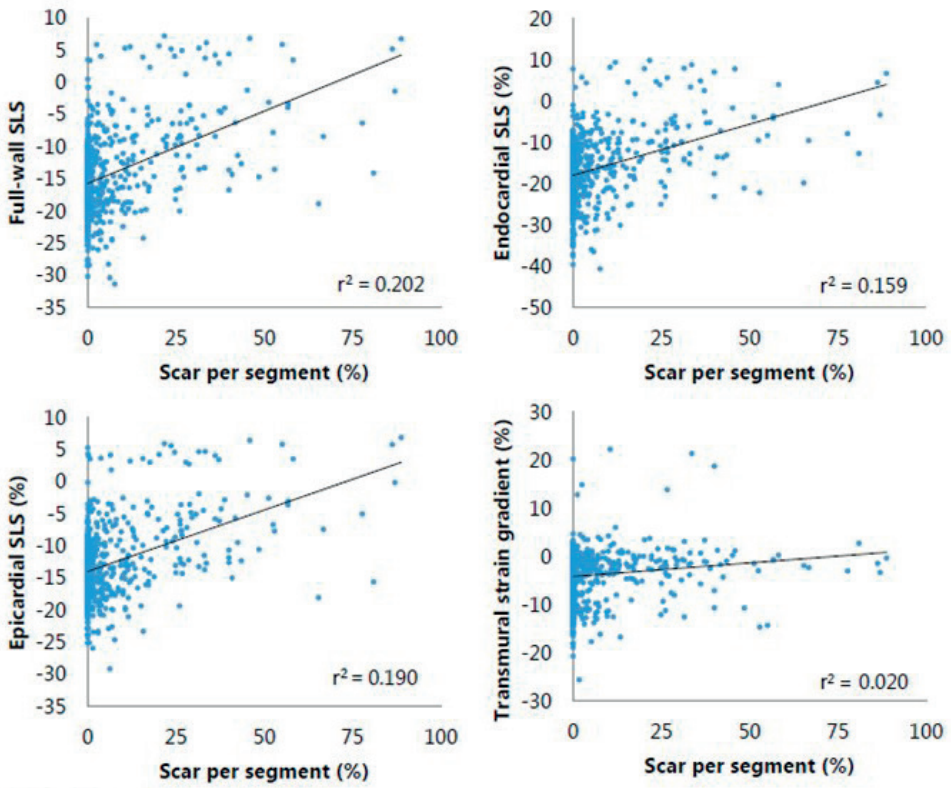 Full-wall SLS
10
5
0
-5
-10
-15
-20
-25
-30
-35
r² = 0.202
0 25 50 75 100
Scar per segment (%)
Endocardial SLS (%)
20
10
0
-10
-20
-30
-40
-50
r² = 0.159
0 25 50 75 100
Scar per segment (%)
Epicardial SLS (%)
10
5
0
-5
-10
-15
-20
-25
-30
-35
r² = 0.190
0 25 50 75 100
Scar per segment (%)
Transmural strain gradient (%)
30
20
10
0
-10
-20
-30
r² = 0.020
0 25 50 75 100
Scar per segment (%)